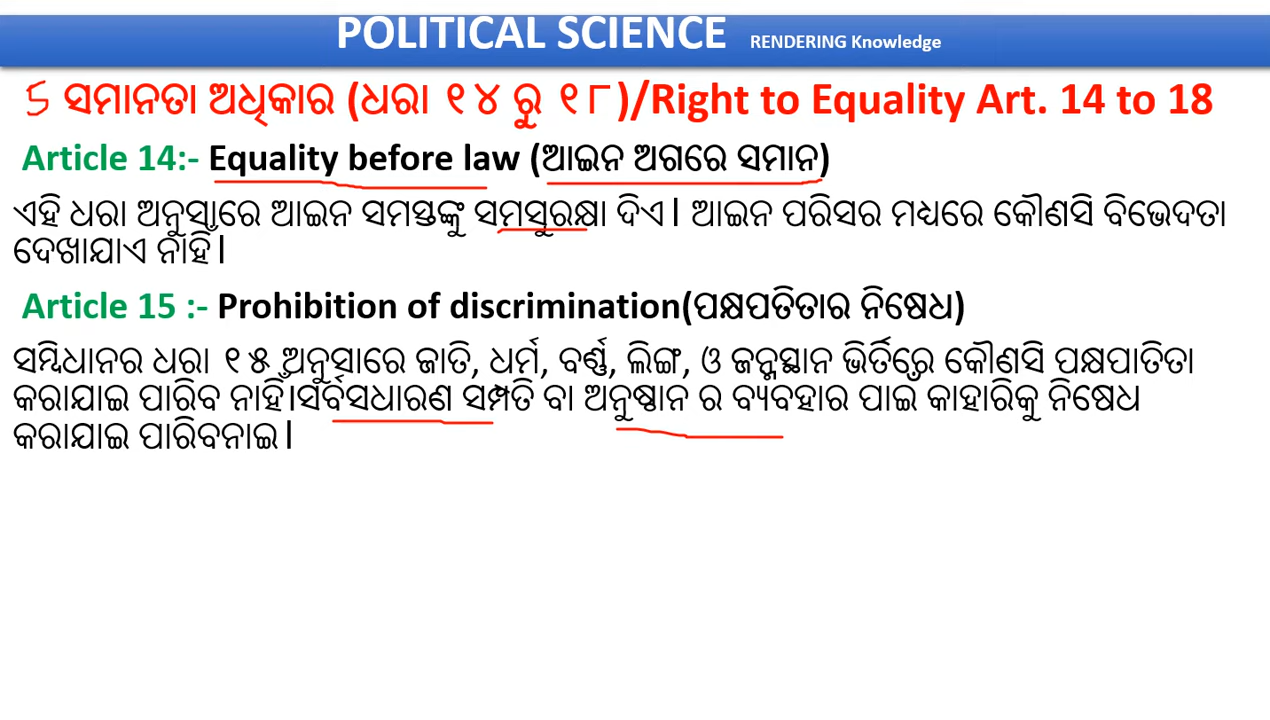 POLITICAL SCIENCE RENDERING Knowledge
ସମାନତା ଅଧିକାର (ଧରା ୧୪ ରୁ ୧୮)/Right to Equality Art. 14 to 18
Article 14:- Equality before law (ଆଇନ ଅଗରେ ସମାନ)
ଏହି ଧରା ଅନୁସ୍ାରେ ଆଇନ ସମସ୍ତଙ୍କୁ ସମସୁରକ୍ଷା ଦିଏ। ଆଇନ ପରିସର ମଧ୍ୟରେ କୌଣସି ବିଭେଦତା
ଦେଖାଯାଏ ନାହିଁ।
Article 15 :- Prohibition of discrimination(ପକ୍ଷପତିତାର ନିଷେଧ)
ସମ୍ଵିଧାନର ଧରା ୧୫ ଅନୁସ୍ାରେ ଜାତି, ଧର୍ମ, ବର୍ଣ୍ଣ, ଲିଙ୍ଗ, ଓ ଜନ୍ମସ୍ଥାନ ଭିର୍ତିରେ କୌଣସି ପକ୍ଷପାତିତା
କରାଯାଇ ପାରିବ ନାହିଁ।ସର୍ବସଧାରଣ ସମ୍ପତି ବା ଅନୁଷ୍ଠାନ ର ବ୍ୟବହାର ପାଇଁ କାହାରିକୁ ନିଷେଧ
କରାଯାଇ ପାରିବନାଇ।